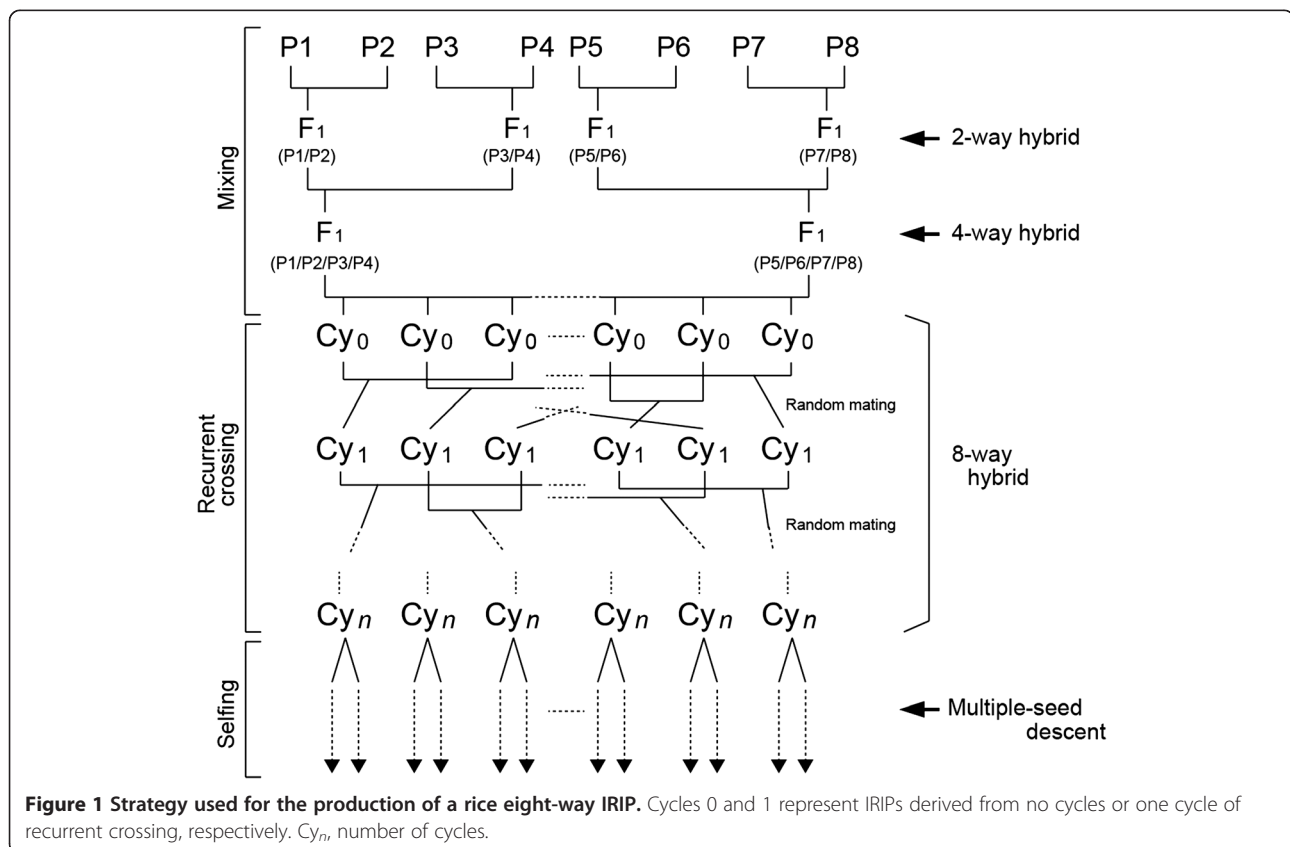 P1 P2 P3 P4 P5 P6 P7 P8
F1 F1 F1 F1
(P1/P2) (P3/P4) (P5/P6) (P7/P8)
2-way hybrid
Mixing
F1 F1
(P1/P2/P3/P4) (P5/P6/P7/P8)
4-way hybrid
Cy0 Cy0 Cy0 Cy0 Cy0 Cy0
Random mating
Recurrent
crossing
Cy1 Cy1 Cy1 Cy1 Cy1 Cy1
8-way
hybrid
Random mating
Cyn Cyn Cyn Cyn Cyn Cyn
Selfing
Multiple-seed
descent
Figure 1 Strategy used for the production of a rice eight-way IRIP. Cycles 0 and 1 represent IRIPs derived from no cycles or one cycle of
recurrent crossing, respectively. Cyn, number of cycles.